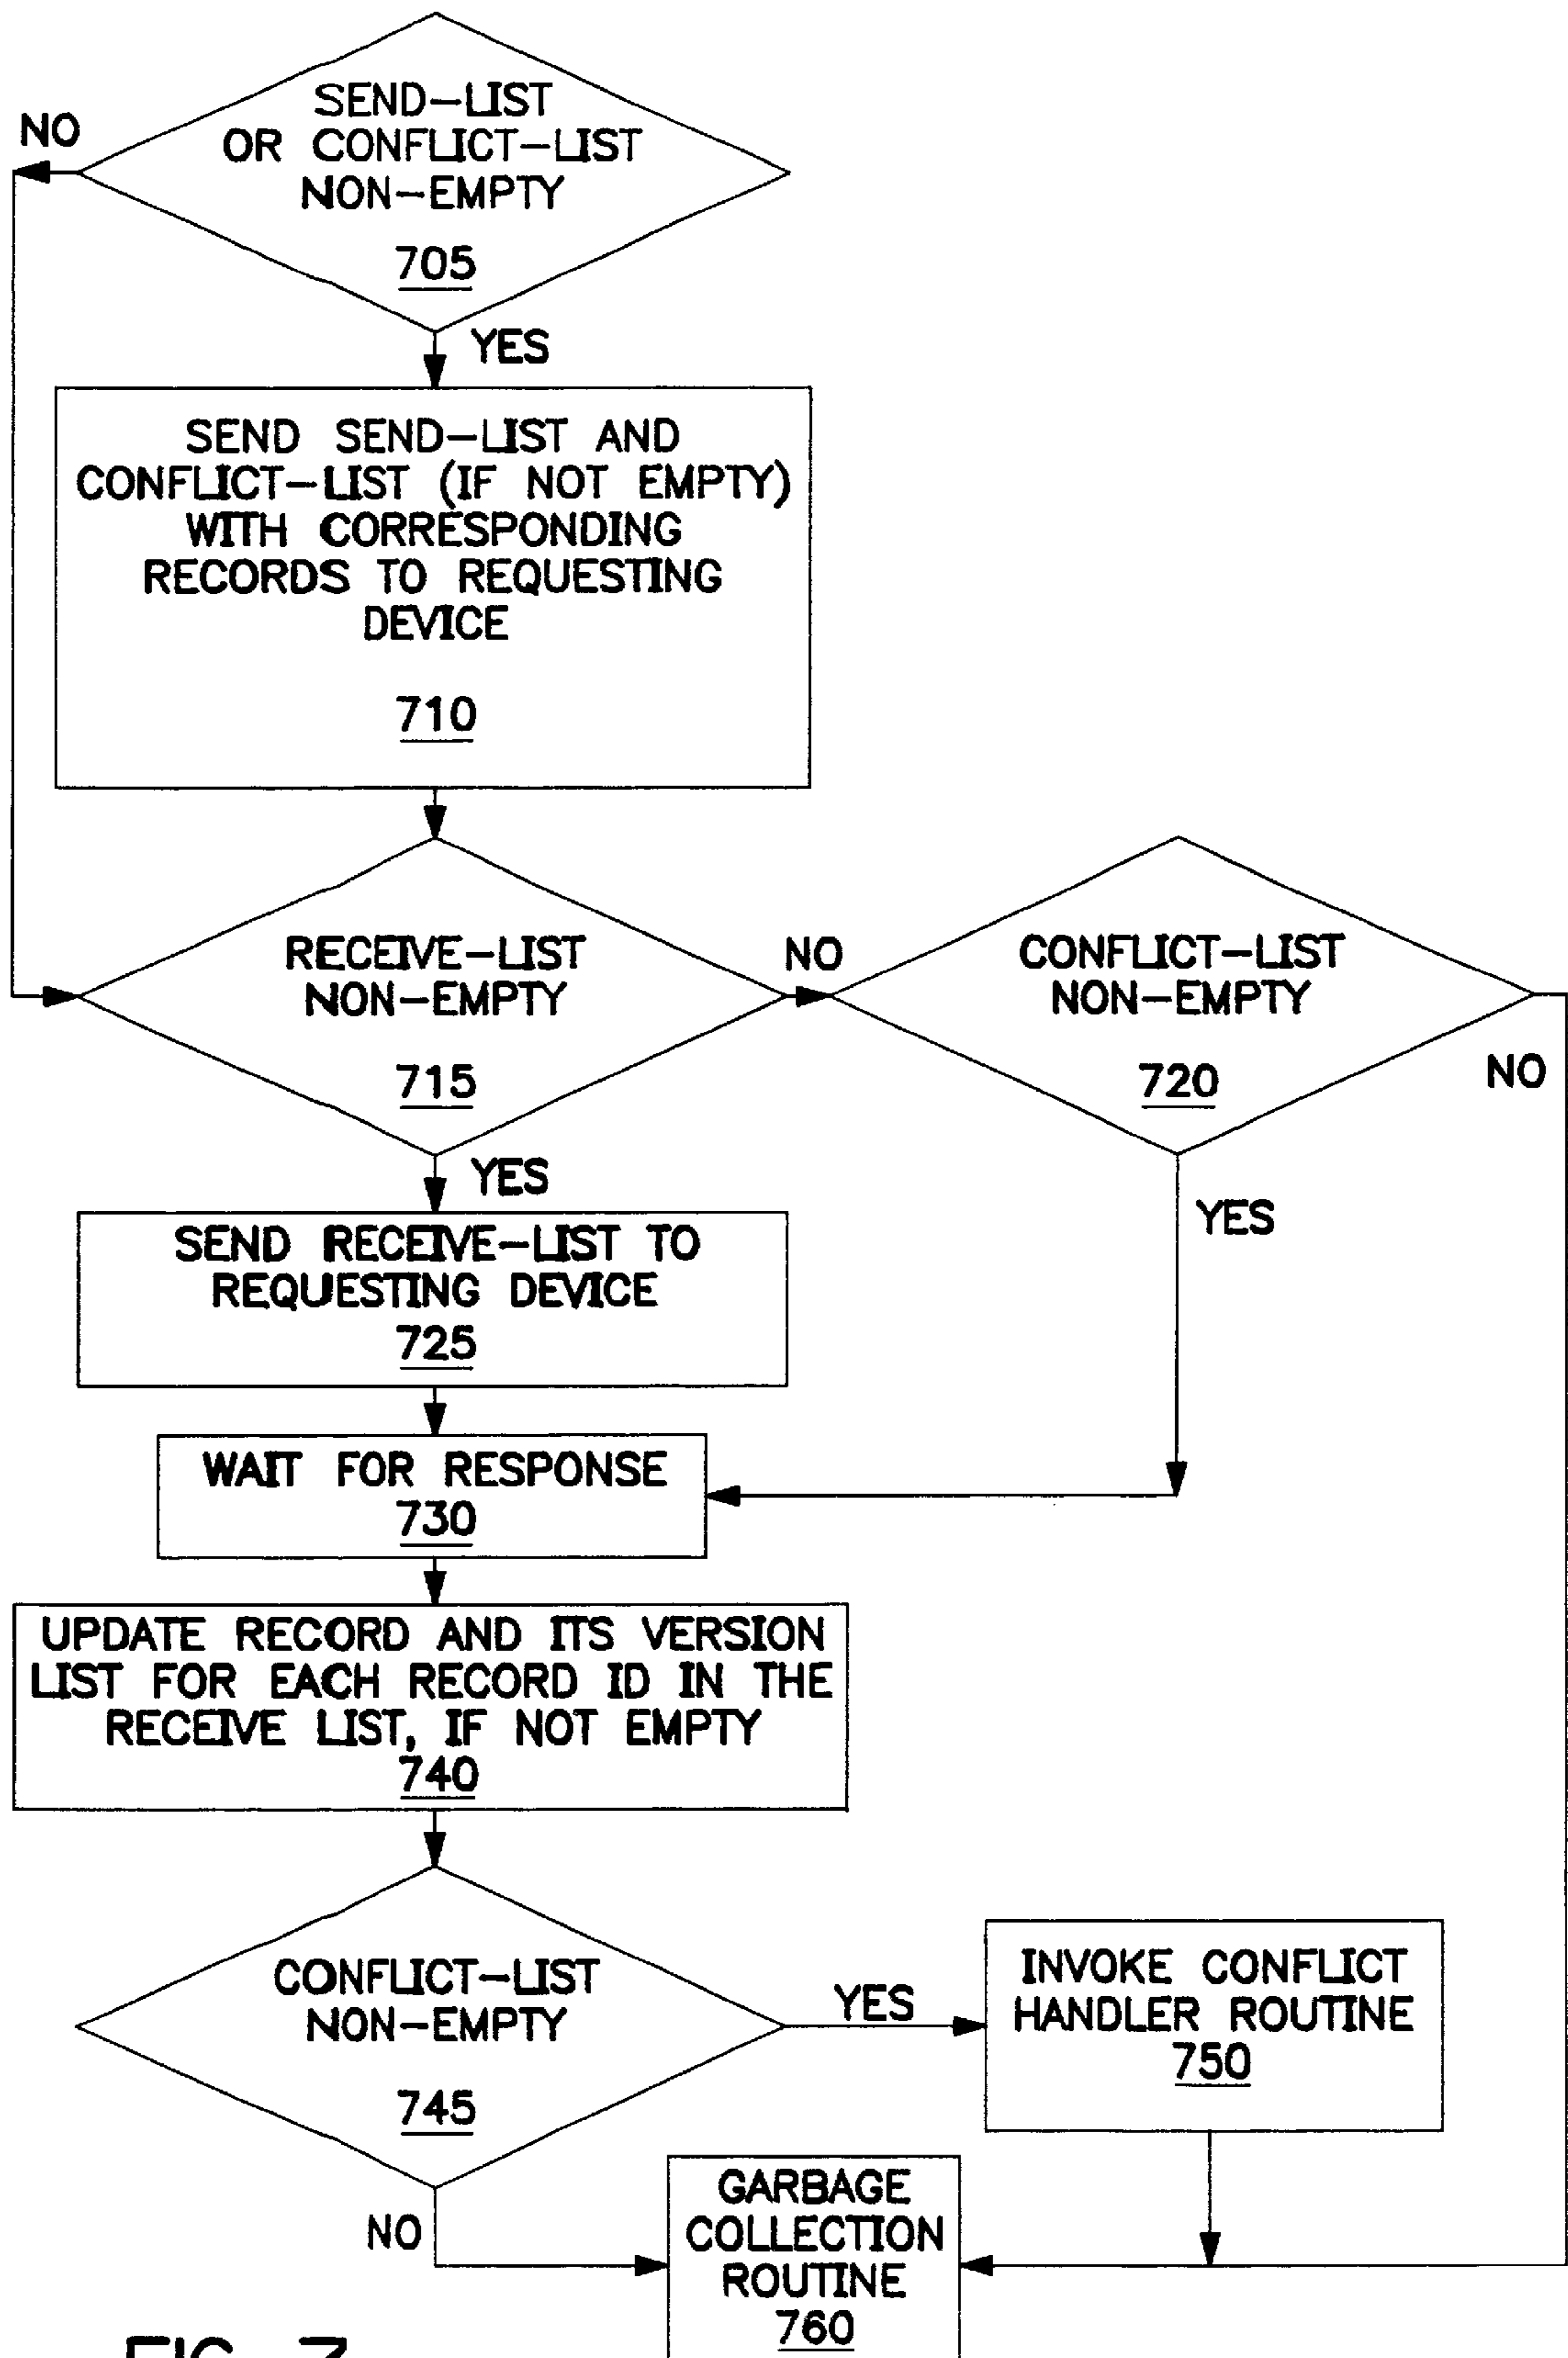 SEND-LIST
OR CONFLICT-LIST
NON-EMPTY
705
NO
YES
SEND SEND-LIST AND
CONFLICT-LIST (IF NOT EMPTY)
WITH CORRESPONDING
RECORDS TO REQUESTING
DEVICE
710
RECEIVE-LIST
NON-EMPTY
715
NO
CONFLICT-LIST
NON-EMPTY
720
NO
YES
YES
SEND RECEIVE-LIST TO
REQUESTING DEVICE
725
WAIT FOR RESPONSE
730
UPDATE RECORD AND ITS VERSION
LIST FOR EACH RECORD ID IN THE
RECEIVE LIST, IF NOT EMPTY
740
CONFLICT-LIST
NON-EMPTY
745
YES
INVOKE CONFLICT
HANDLER ROUTINE
750
NO
GARBAGE
COLLECTION
ROUTINE
760
FIG. 7